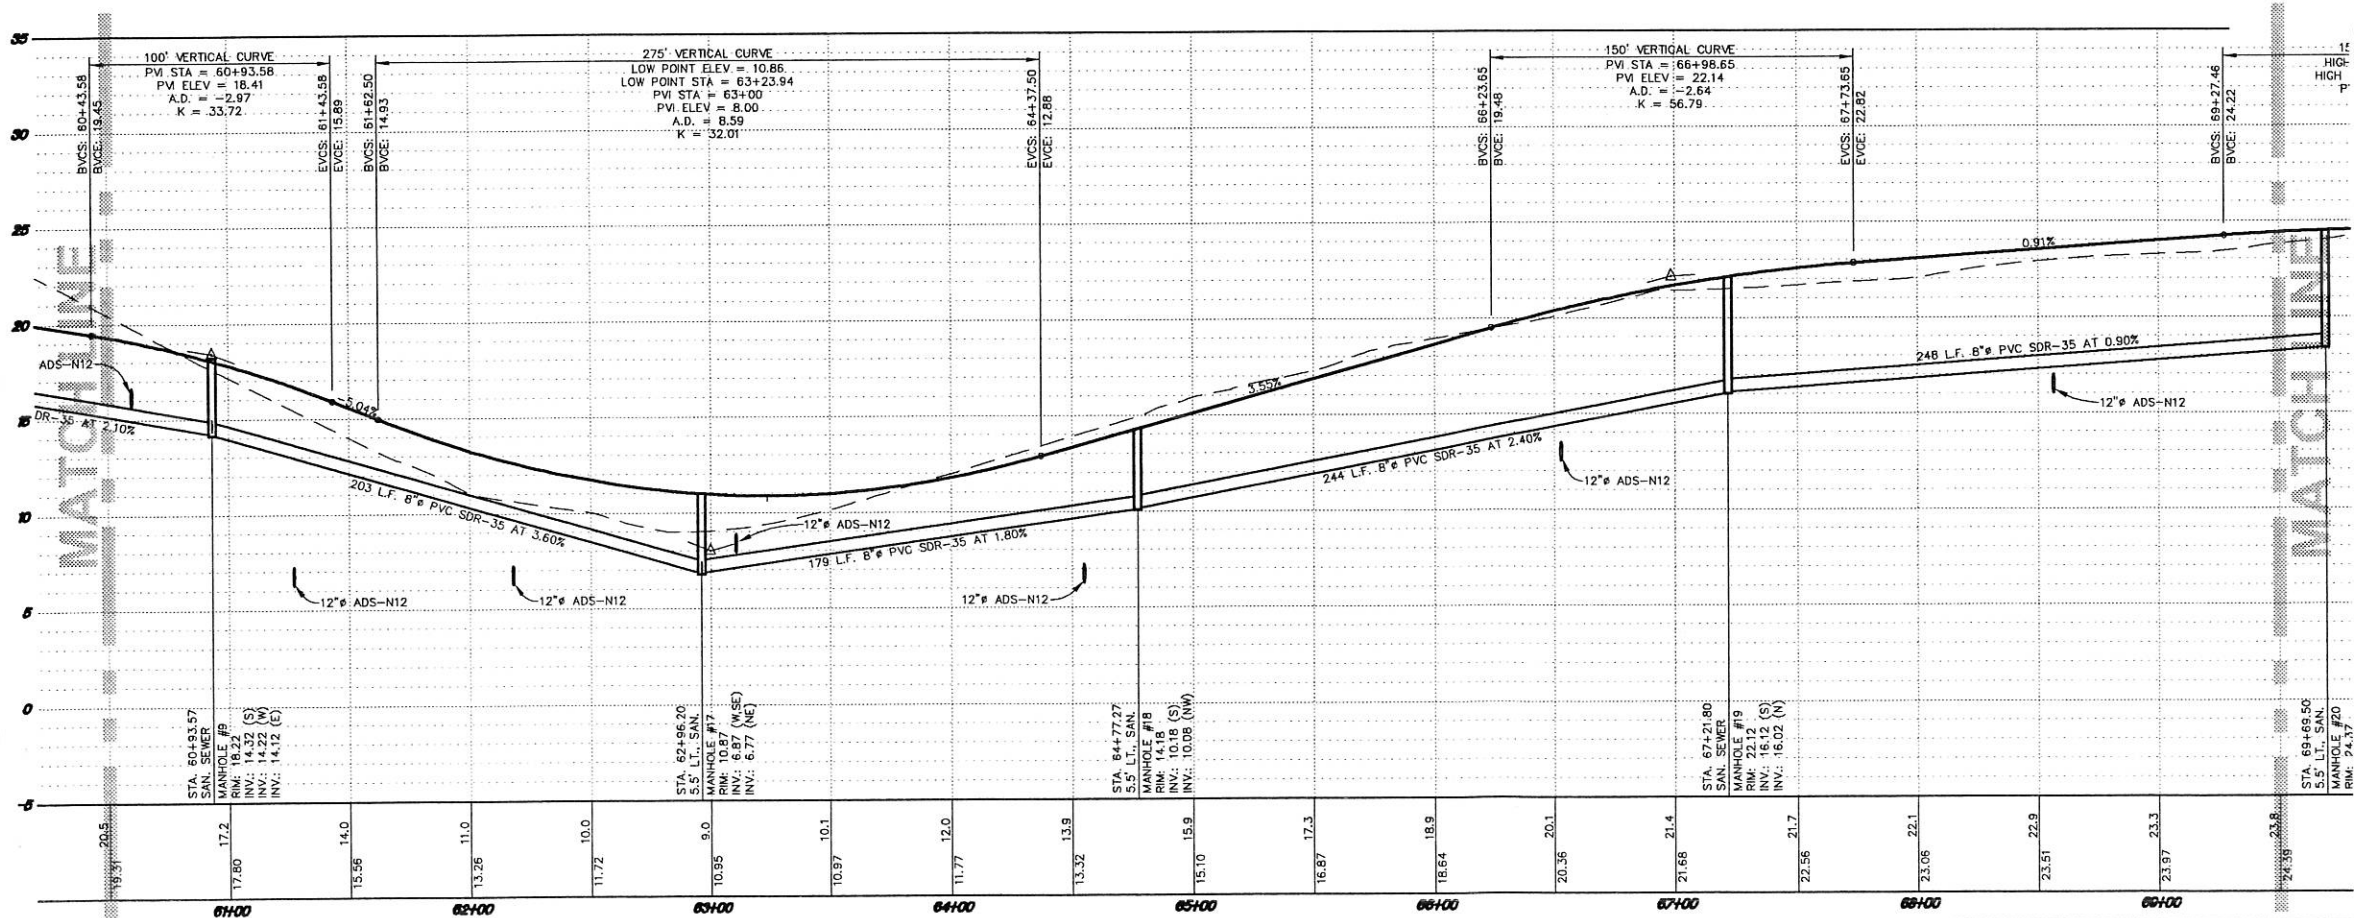 35
30
25
20
15
10
5
0
-5
MATCH LINE
BVCS: 60+43.58
BVCE: 19.45
100' VERTICAL CURVE
PVI STA = 60+93.58
PVI ELEV = 18.41
A.D. = -2.97
K = 33.72
EVCS: 61+43.58
EVCE: 15.89
BVCS: 61+62.50
BVCE: 14.93
275' VERTICAL CURVE
LOW POINT ELEV = 10.86
LOW POINT STA = 63+23.94
PVI STA = 63+00
PVI ELEV = 8.00
A.D. = 8.59
K = 32.01
EVCS: 64+37.50
EVCE: 12.88
BVCS: 66+23.65
BVCE: 19.48
150' VERTICAL CURVE
PVI STA = 66+98.65
PVI ELEV = 22.14
A.D. = -2.64
K = 56.79
EVCS: 67+73.65
EVCE: 22.82
BVCS: 69+27.46
BVCE: 24.22
15
HIGH
HIGH
P
MATCH LINE
ADS-N12
DR-35 AT 2.10%
-5.04%
203 L.F. 8"ø PVC SDR-35 AT 3.60%
12"ø ADS-N12
12"ø ADS-N12
12"ø ADS-N12
179 L.F. 8"ø PVC SDR-35 AT 1.80%
12"ø ADS-N12
3.55%
244 L.F. 8"ø PVC SDR-35 AT 2.40%
12"ø ADS-N12
0.91%
248 L.F. 8"ø PVC SDR-35 AT 0.90%
12"ø ADS-N12
STA. 60+93.57
SAN. SEWER
MANHOLE #9
RIM: 18.22
INV.: 14.32 (S)
INV.: 14.22 (W)
INV.: 14.12 (E)
STA. 62+96.20
5.5' LT., SAN.
MANHOLE #17
RIM: 10.87
INV.: 6.87 (W,SE)
INV.: 6.77 (NE)
STA. 64+77.27
5.5' LT., SAN.
MANHOLE #18
RIM: 14.18
INV.: 10.18 (S)
INV.: 10.08 (NW)
STA. 67+21.80
SAN. SEWER
MANHOLE #19
RIM: 22.12
INV.: 16.12 (S)
INV.: 16.02 (N)
STA. 69+69.50
5.5' LT., SAN.
MANHOLE #20
RIM: 24.37
20.5 17.2 14.0 11.0 10.0 9.0 10.1 12.0 13.9 15.9 17.3 18.9 20.1 21.4 21.7 22.1 22.9 23.3 23.8
19.31 17.80 15.56 13.26 11.72 10.95 10.97 11.77 13.32 15.10 16.87 18.64 20.36 21.68 22.56 23.06 23.51 23.97 24.39
61+00 62+00 63+00 64+00 65+00 66+00 67+00 68+00 69+00